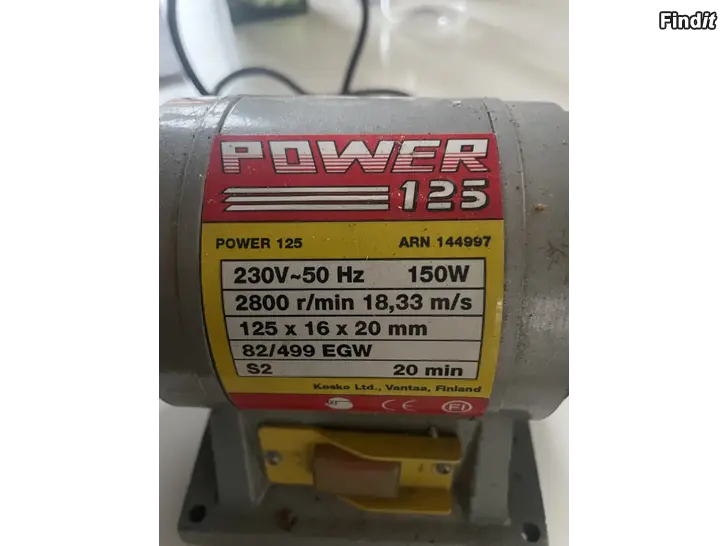 Findit
POWER
125
POWER 125 ARN 144997
230V~50 Hz 150W
2800 r/min 18,33 m/s
125 x 16 x 20 mm
82/499 EGW
S2 20 min
Kesko Ltd., Vantaa, Finland
CE FI